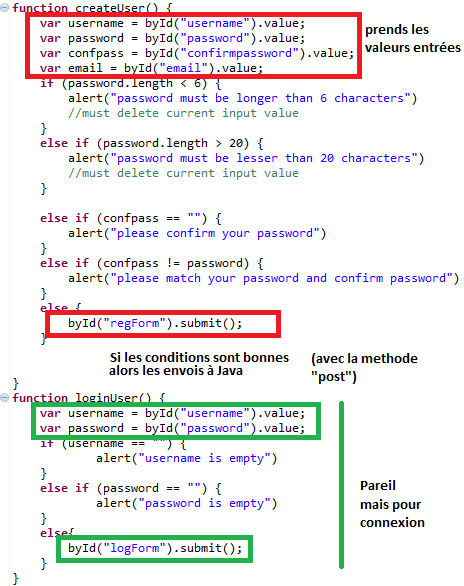 function createUser() {
var username = byId("username").value;
var password = byId("password").value;
var confpass = byId("confirmpassword").value;
var email = byId("email").value;
prends les
valeurs entrées
if (password.length < 6) {
alert("password must be longer than 6 characters")
//must delete current input value
}
else if (password.length > 20) {
alert("password must be lesser than 20 characters")
//must delete current input value
}
else if (confpass == "") {
alert("please confirm your password")
}
else if (confpass != password) {
alert("please match your password and confirm password")
}
else {
byId("regForm").submit();
}
Si les conditions sont bonnes
alors les envois à Java
(avec la methode
"post")
}
function loginUser() {
var username = byId("username").value;
var password = byId("password").value;
if (username == "") {
alert("username is empty")
}
else if (password == "") {
alert("password is empty")
}
else{
byId("logForm").submit();
}
}
Pareil
mais pour
connexion